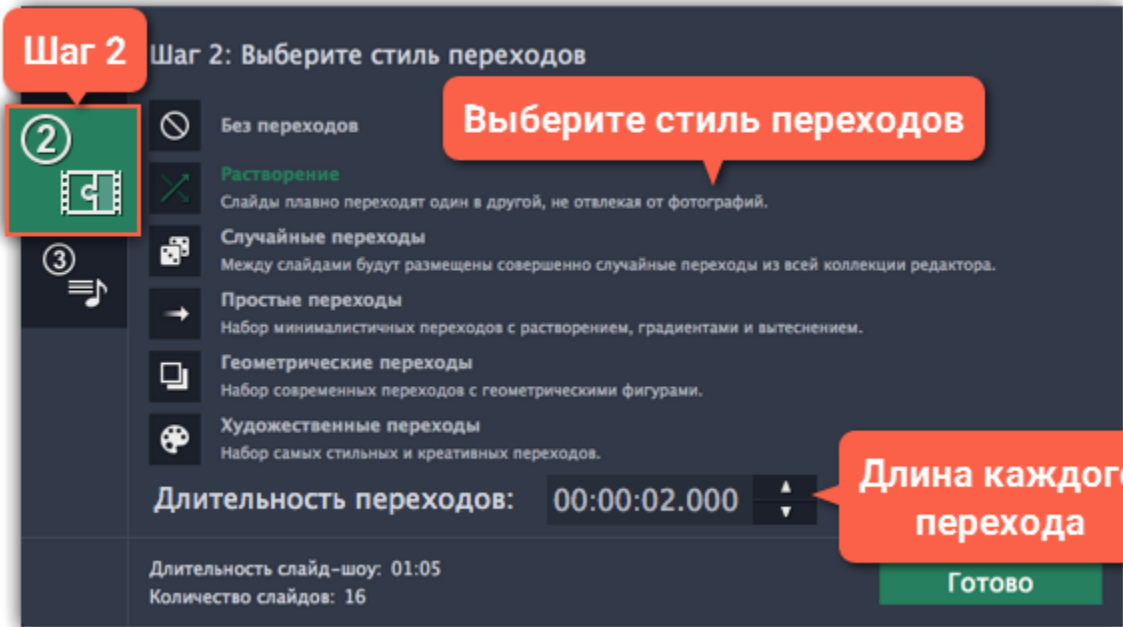 Шаг 2
Шаг 2: Выберите стиль переходов
Выберите стиль переходов
2
Без переходов
Растворение
Слайды плавно переходят один в другой, не отвлекая от фотографий.
3
Случайные переходы
Между слайдами будут размещены совершенно случайные переходы из всей коллекции редактора.
Простые переходы
Набор минималистичных переходов с растворением, градиентами и вытеснением.
Геометрические переходы
Набор современных переходов с геометрическими фигурами.
Художественные переходы
Набор самых стильных и креативных переходов.
Длительность переходов: 00:00:02.000
Длина каждого
перехода
Длительность слайд-шоу: 01:05
Количество слайдов: 16
Готово